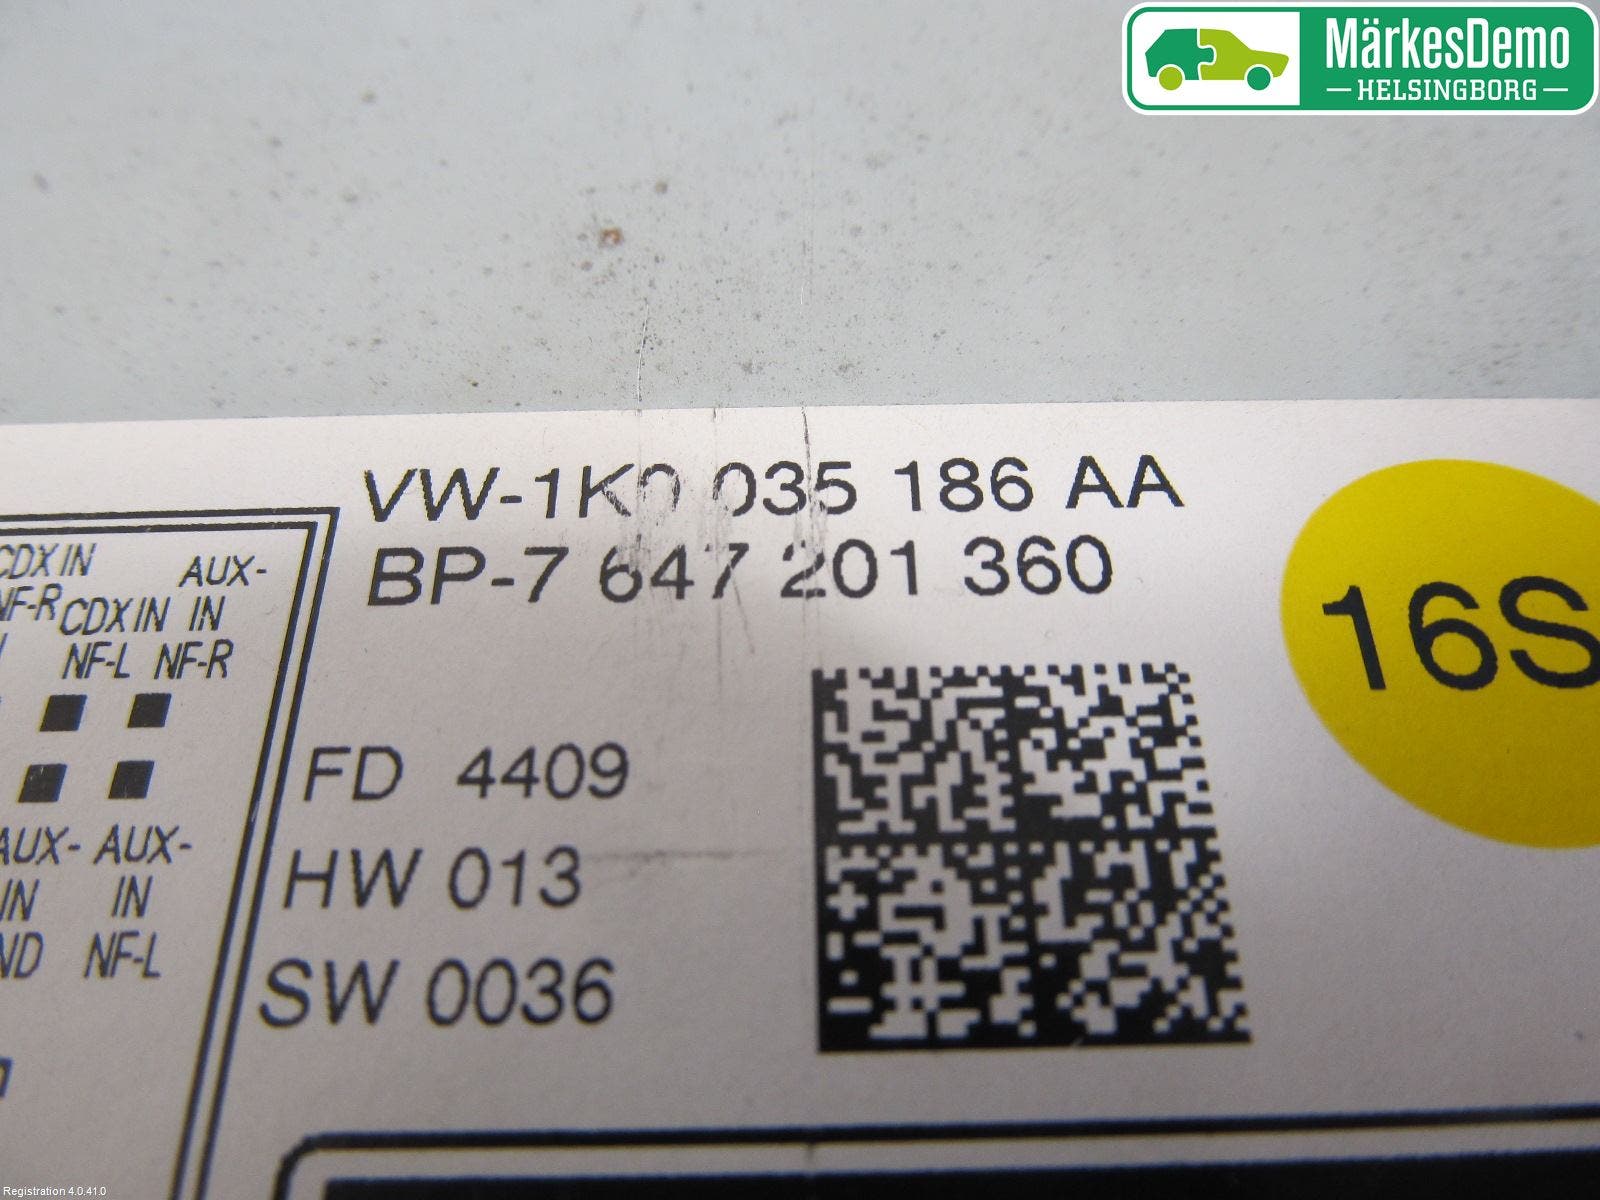 MärkesDemo
HELSINGBORG
VW-1K0 035 186 AA
BP-7 647 201 360
16S
CDX IN
NF-R
AUX-
CDX IN
IN
NF-L
NF-R
FD 4409
HW 013
SW 0036
AUX-
AUX-
IN
IN
NF-L
Registration 4.0.41.0